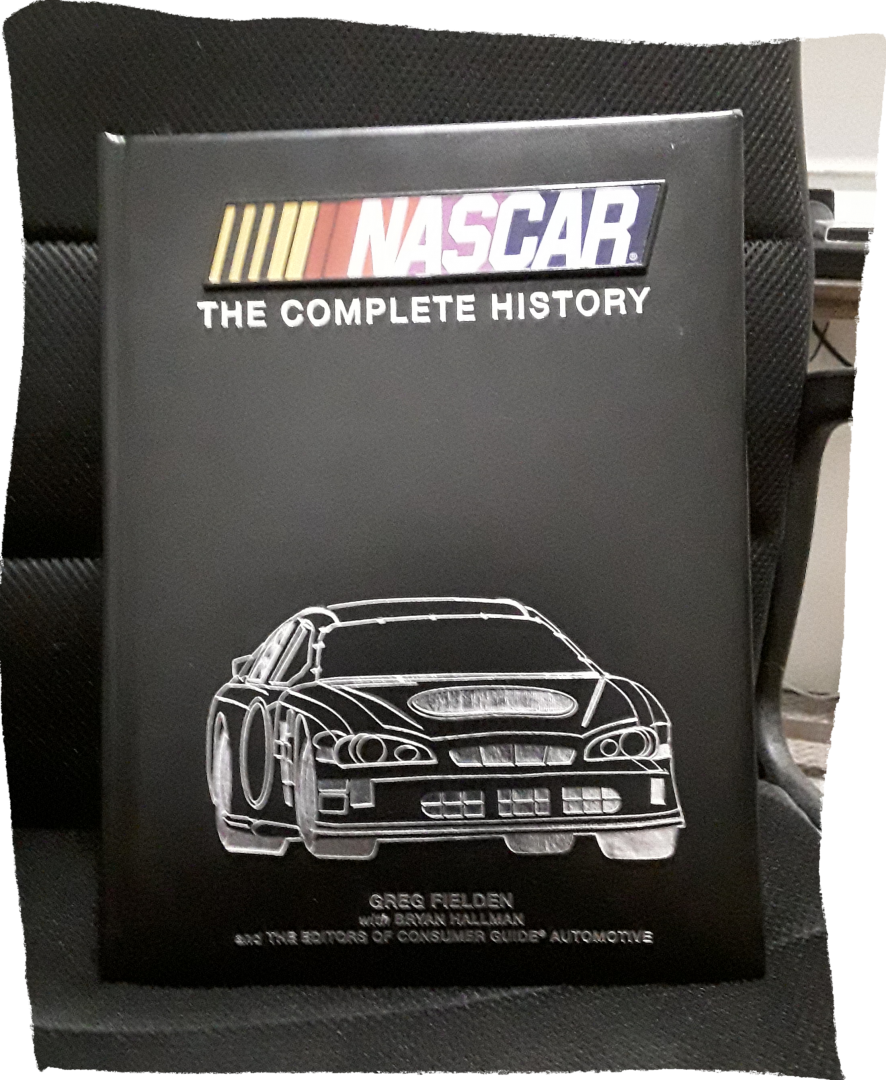 NASCAR®
THE COMPLETE HISTORY
GREG FIELDEN
with BRYAN HALLMAN
and THE EDITORS OF CONSUMER GUIDE® AUTOMOTIVE